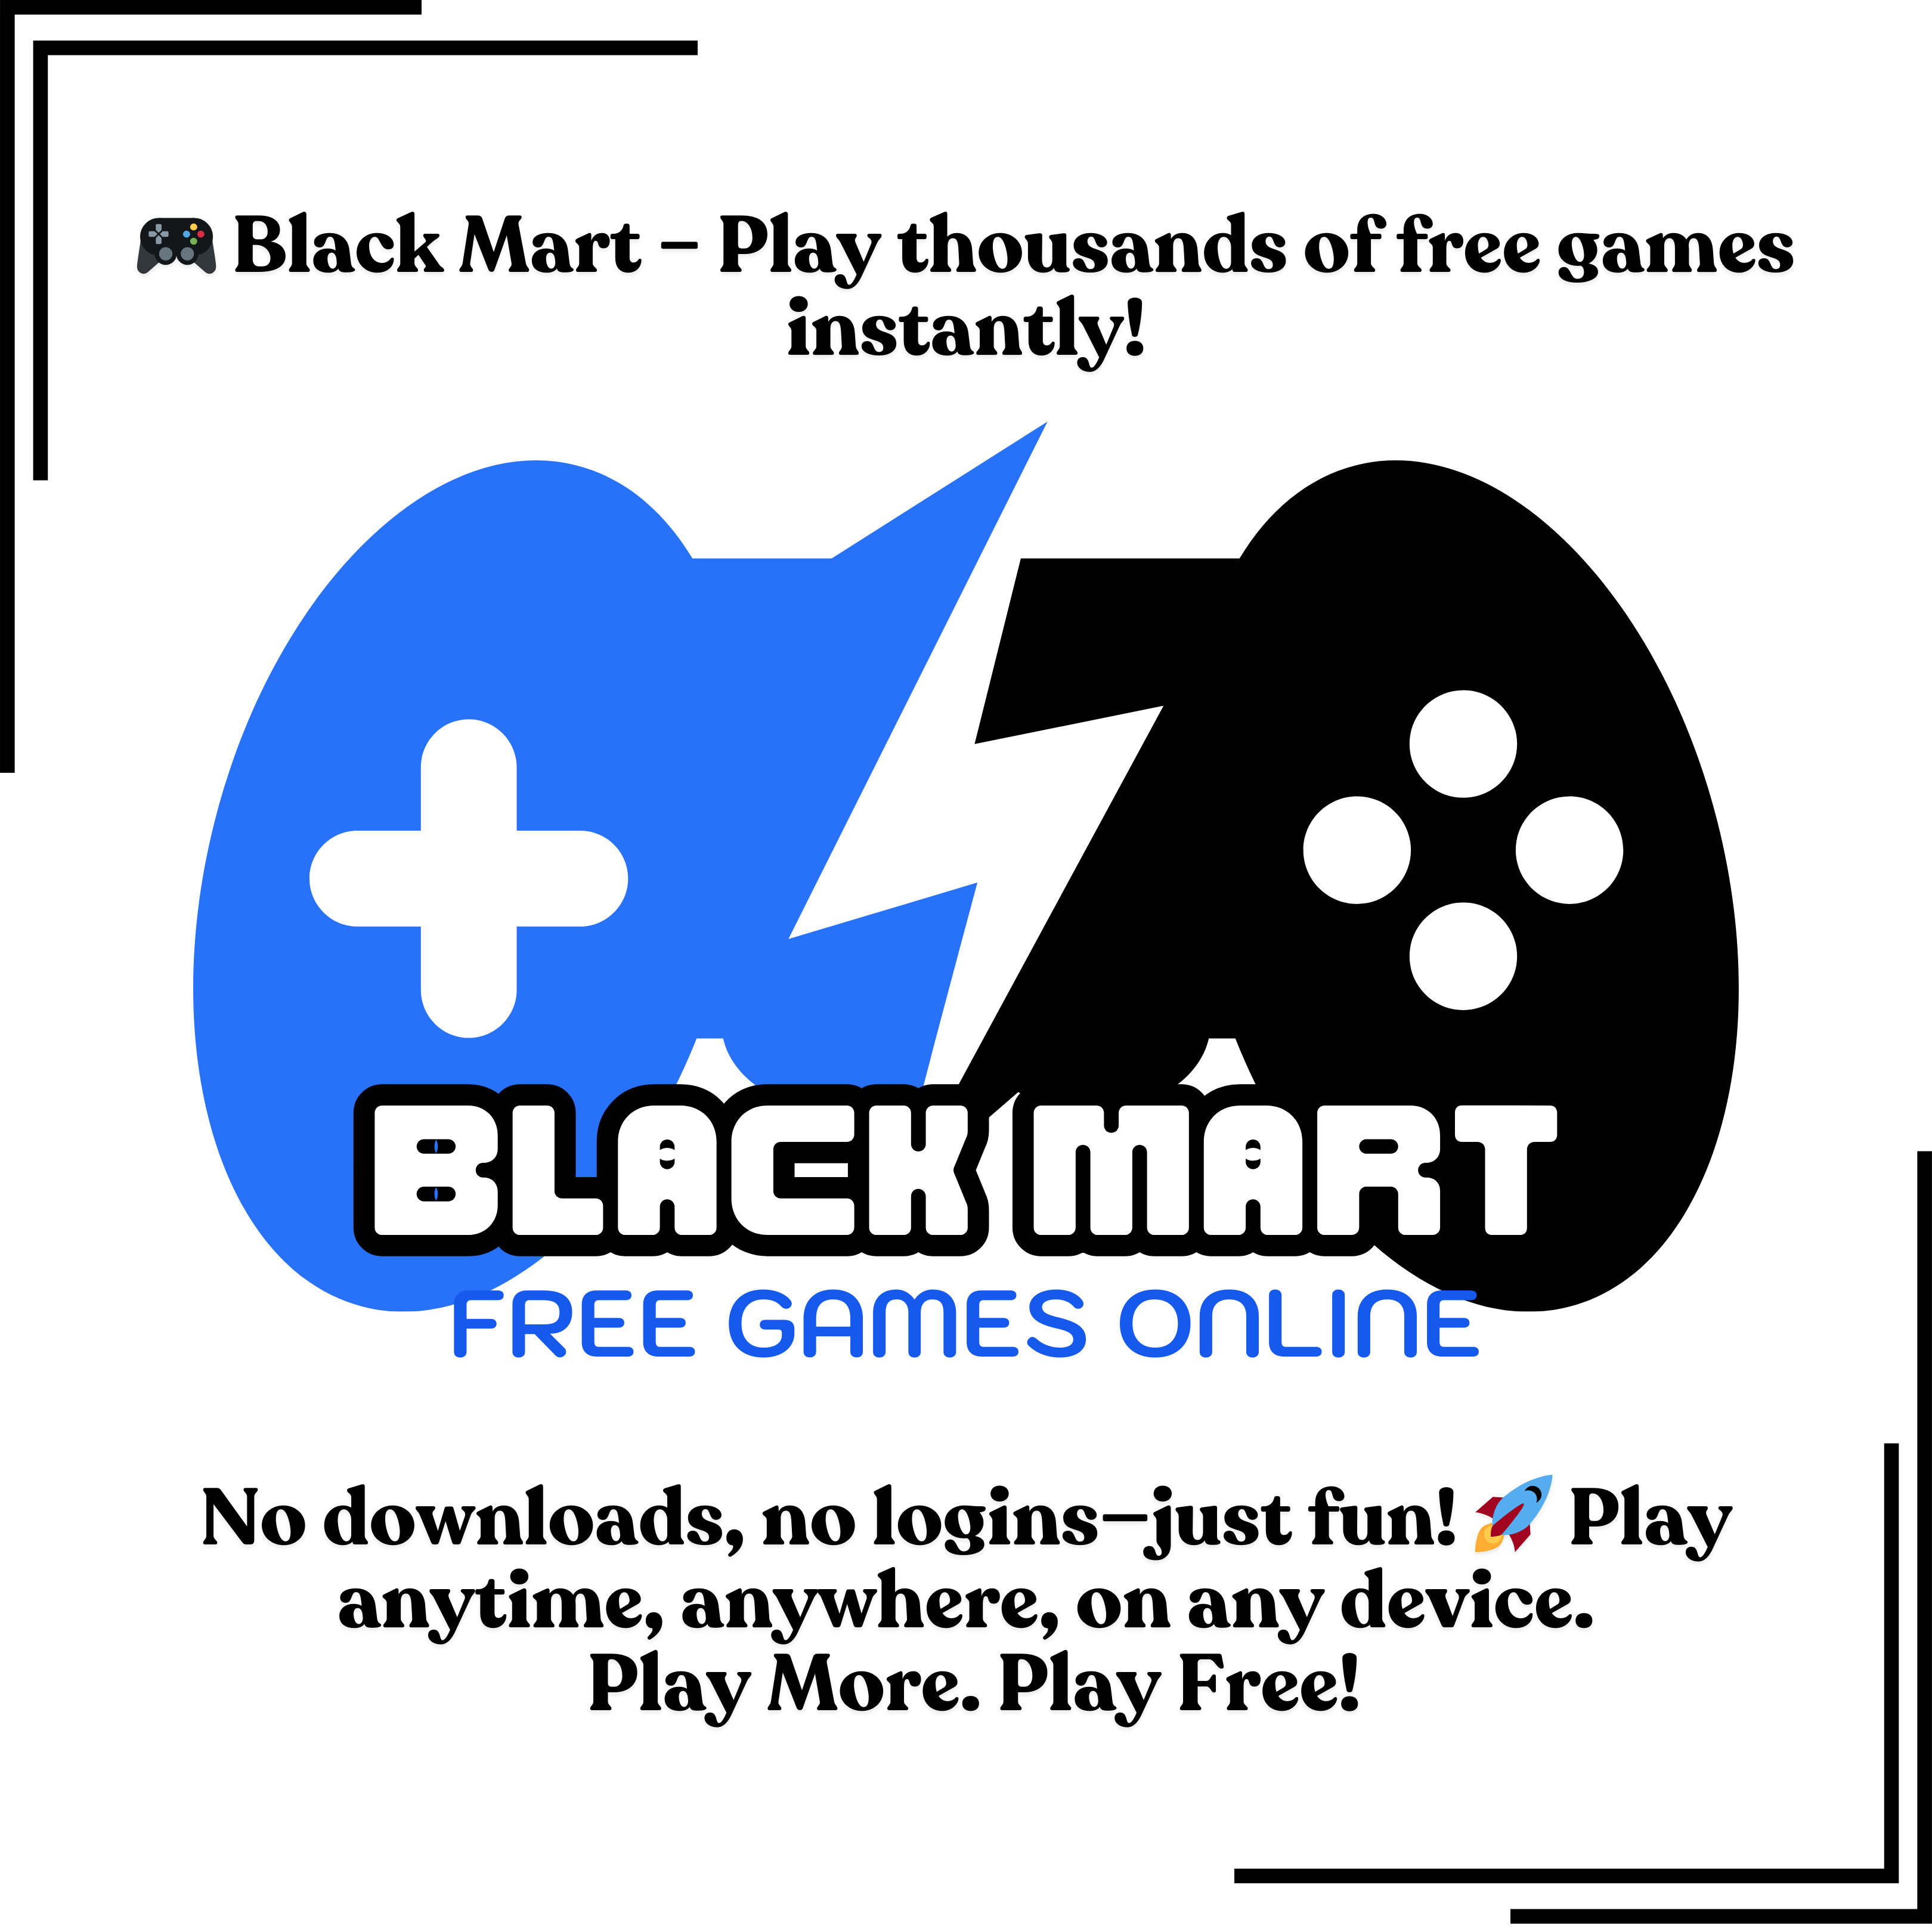 🎮 Black Mart – Play thousands of free games
instantly!
BLACK MART
FREE GAMES ONLINE
No downloads, no logins—just fun! 🚀 Play
anytime, anywhere, on any device.
Play More. Play Free!